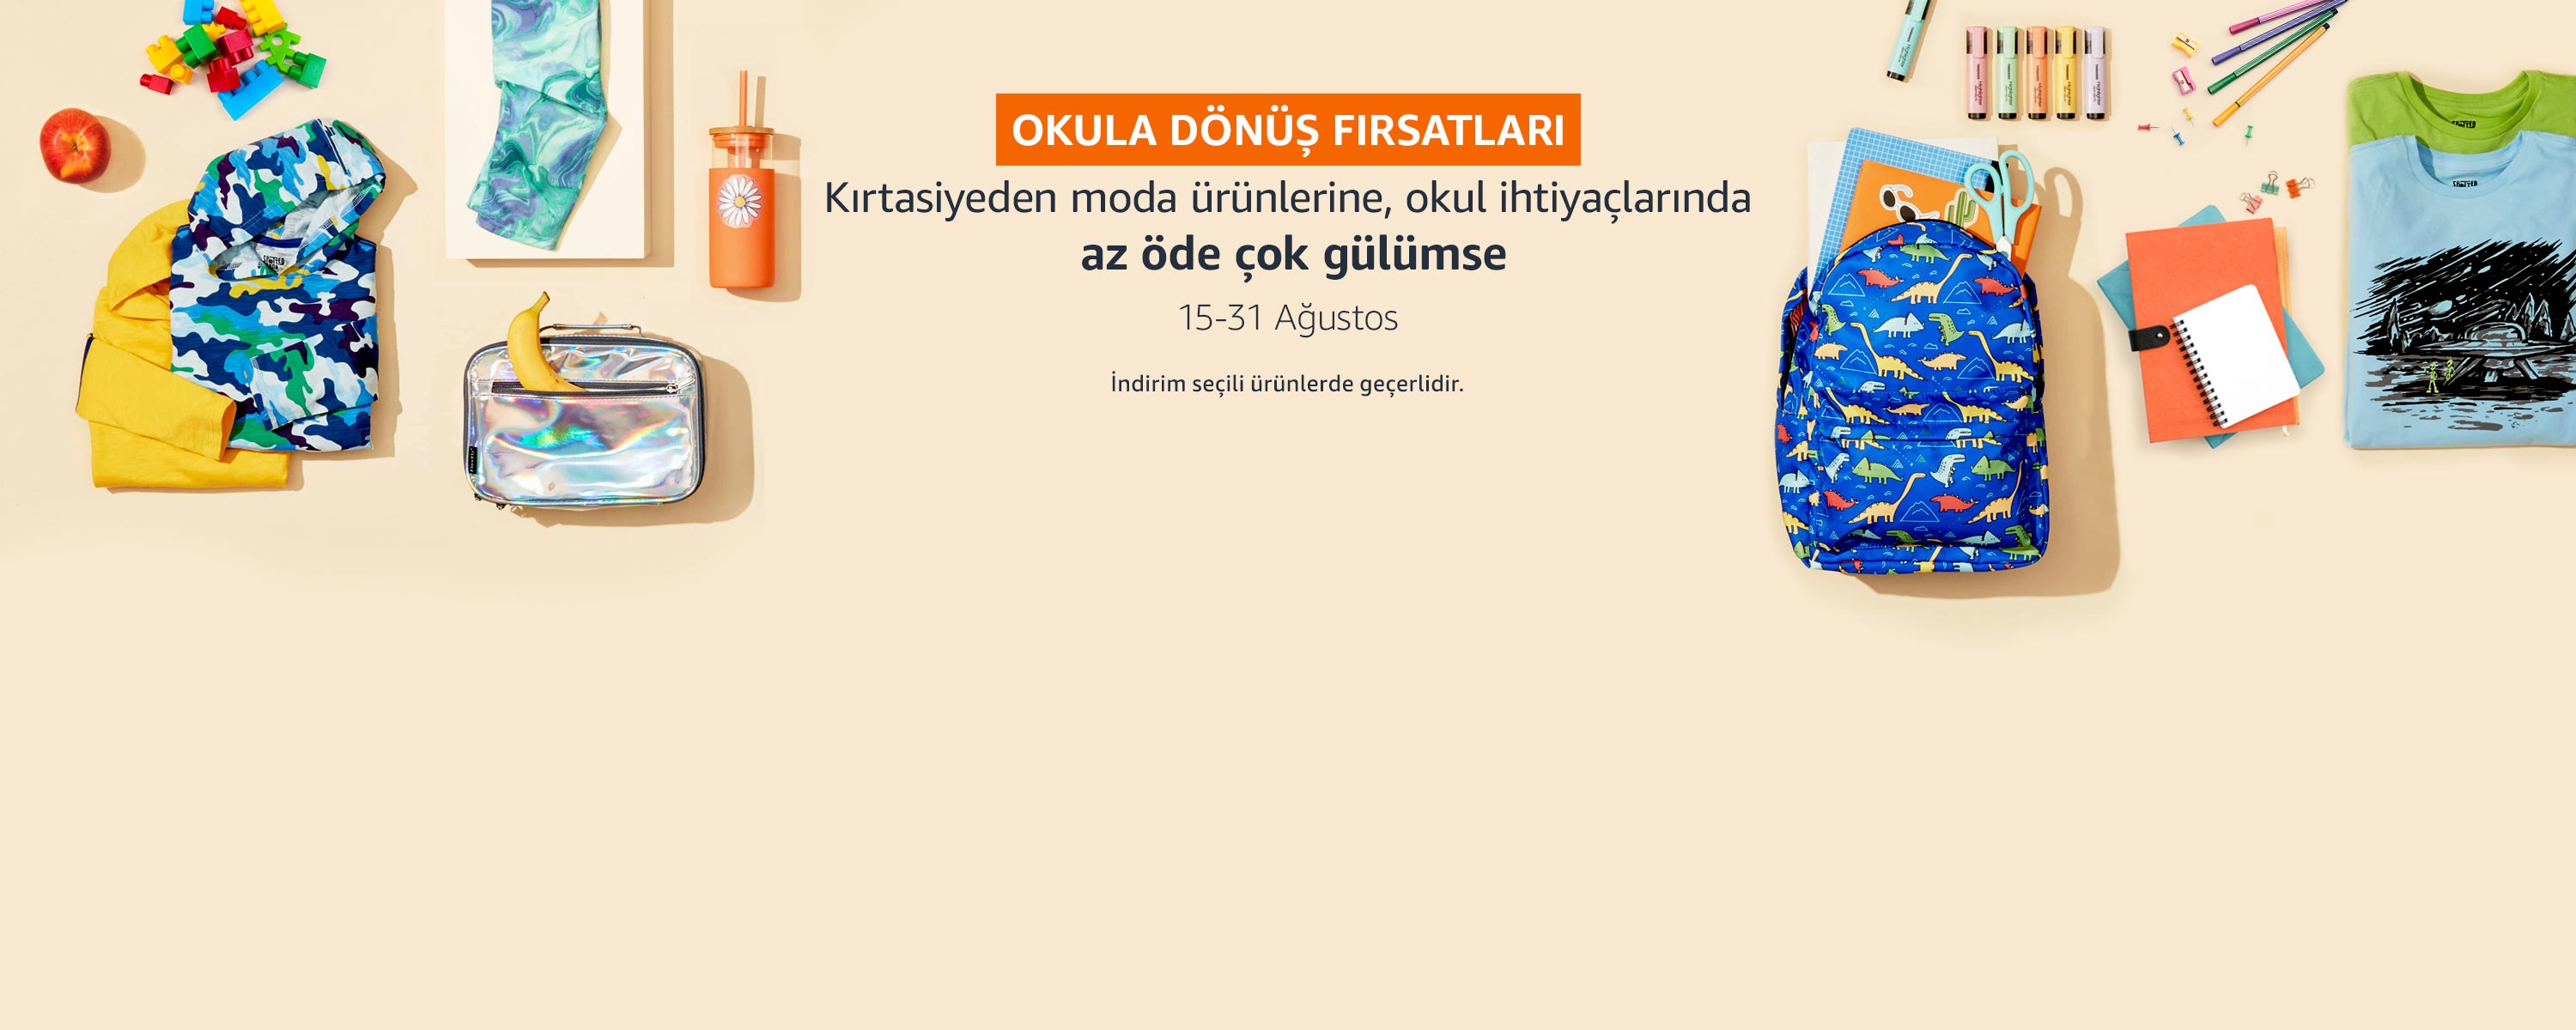 OKULA DÖNÜŞ FIRSATLARI
Kırtasiyeden moda ürünlerine, okul ihtiyaçlarında
az öde çok gülümse
15-31 Ağustos
İndirim seçili ürünlerde geçerlidir.